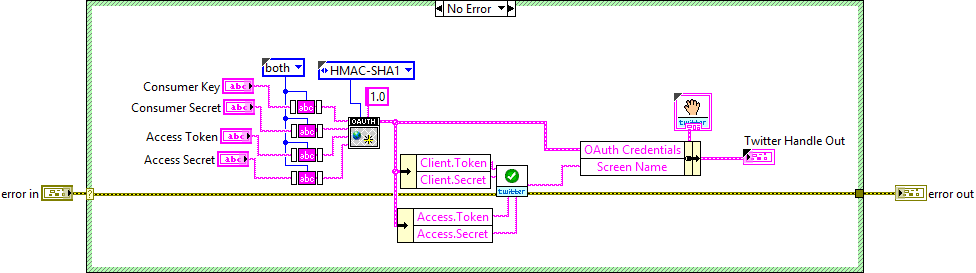 No Error
both
HMAC-SHA1
1.0
Consumer Key
abc
abc
Consumer Secret
abc
abc
OAUTH
Access Token
abc
abc
Access Secret
abc
abc
twitter
Twitter Handle Out
OAuth Credentials
Screen Name
Client.Token
Client.Secret
twitter
error in
?
error out
Access.Token
Access.Secret